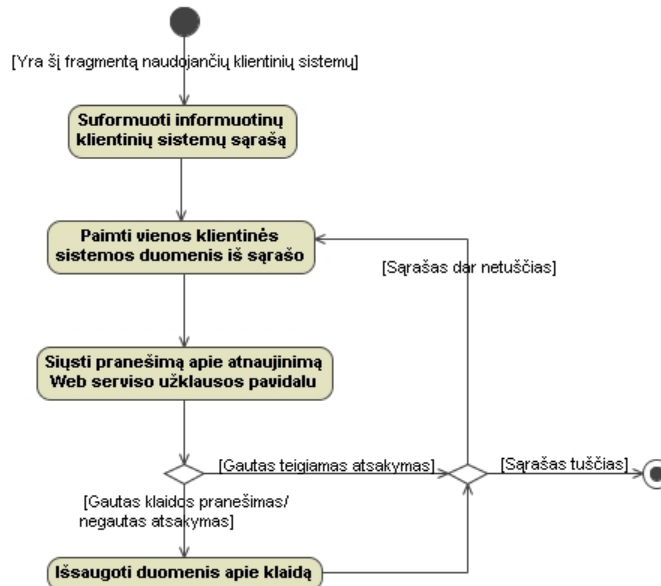 [Yra šį fragmentą naudojančių klientinių sistemų]
Suformuoti informuotinų
klientinių sistemų sąrašą
Paimti vienos klientinės
sistemos duomenis iš sąrašo
[Sąrašas dar netuščias]
Siųsti pranešimą apie atnaujinimą
Web serviso užklausos pavidalu
[Gautas teigiamas atsakymas]
[Sąrašas tuščias]
[Gautas klaidos pranešimas/
negautas atsakymas]
Išsaugoti duomenis apie klaidą